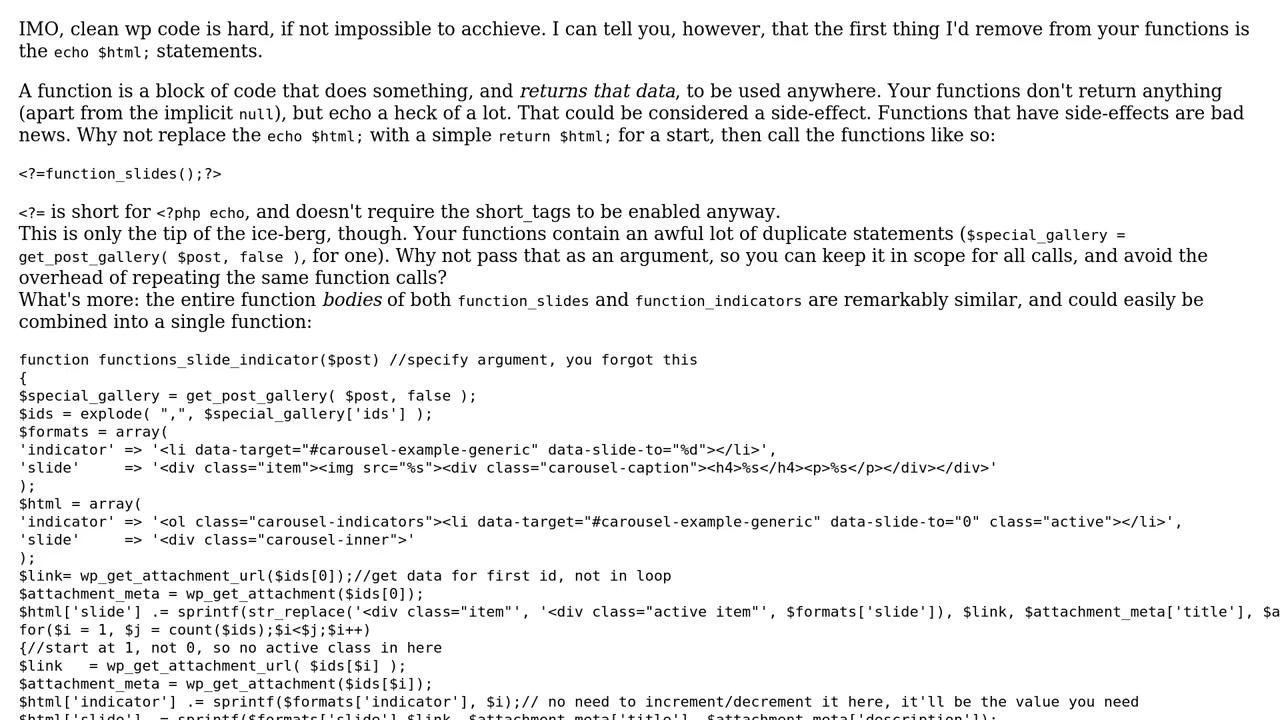 IMO, clean wp code is hard, if not impossible to acchieve. I can tell you, however, that the first thing I'd remove from your functions is
the echo $html; statements.
A function is a block of code that does something, and returns that data, to be used anywhere. Your functions don't return anything
(apart from the implicit null), but echo a heck of a lot. That could be considered a side-effect. Functions that have side-effects are bad
news. Why not replace the echo $html; with a simple return $html; for a start, then call the functions like so:
<?=function_slides();?>
<?= is short for <?php echo, and doesn't require the short_tags to be enabled anyway.
This is only the tip of the ice-berg, though. Your functions contain an awful lot of duplicate statements ($special_gallery =
get_post_gallery( $post, false ), for one). Why not pass that as an argument, so you can keep it in scope for all calls, and avoid the
overhead of repeating the same function calls?
What's more: the entire function bodies of both function_slides and function_indicators are remarkably similar, and could easily be
combined into a single function:
function functions_slide_indicator($post) //specify argument, you forgot this
{
$special_gallery = get_post_gallery( $post, false );
$ids = explode( ",", $special_gallery['ids'] );
$formats = array(
'indicator' => '<li data-target="#carousel-example-generic" data-slide-to="%d"></li>',
'slide'     => '<div class="item"><img src="%s"><div class="carousel-caption"><h4>%s</h4><p>%s</p></div></div>'
);
$html = array(
'indicator' => '<ol class="carousel-indicators"><li data-target="#carousel-example-generic" data-slide-to="0" class="active"></li>',
'slide'     => '<div class="carousel-inner">'
);
$link= wp_get_attachment_url($ids[0]);//get data for first id, not in loop
$attachment_meta = wp_get_attachment($ids[0]);
$html['slide'] .= sprintf(str_replace('<div class="item"', '<div class="active item"', $formats['slide']), $link, $attachment_meta['title'], $a
for($i = 1, $j = count($ids);$i<$j;$i++)
{//start at 1, not 0, so no active class in here
$link   = wp_get_attachment_url( $ids[$i] );
$attachment_meta = wp_get_attachment($ids[$i]);
$html['indicator'] .= sprintf($formats['indicator'], $i);// no need to increment/decrement it here, it'll be the value you need
$html['slide'] .= sprintf($formats['slide'],$link, $attachment_meta['title'], $attachment_meta['description']);